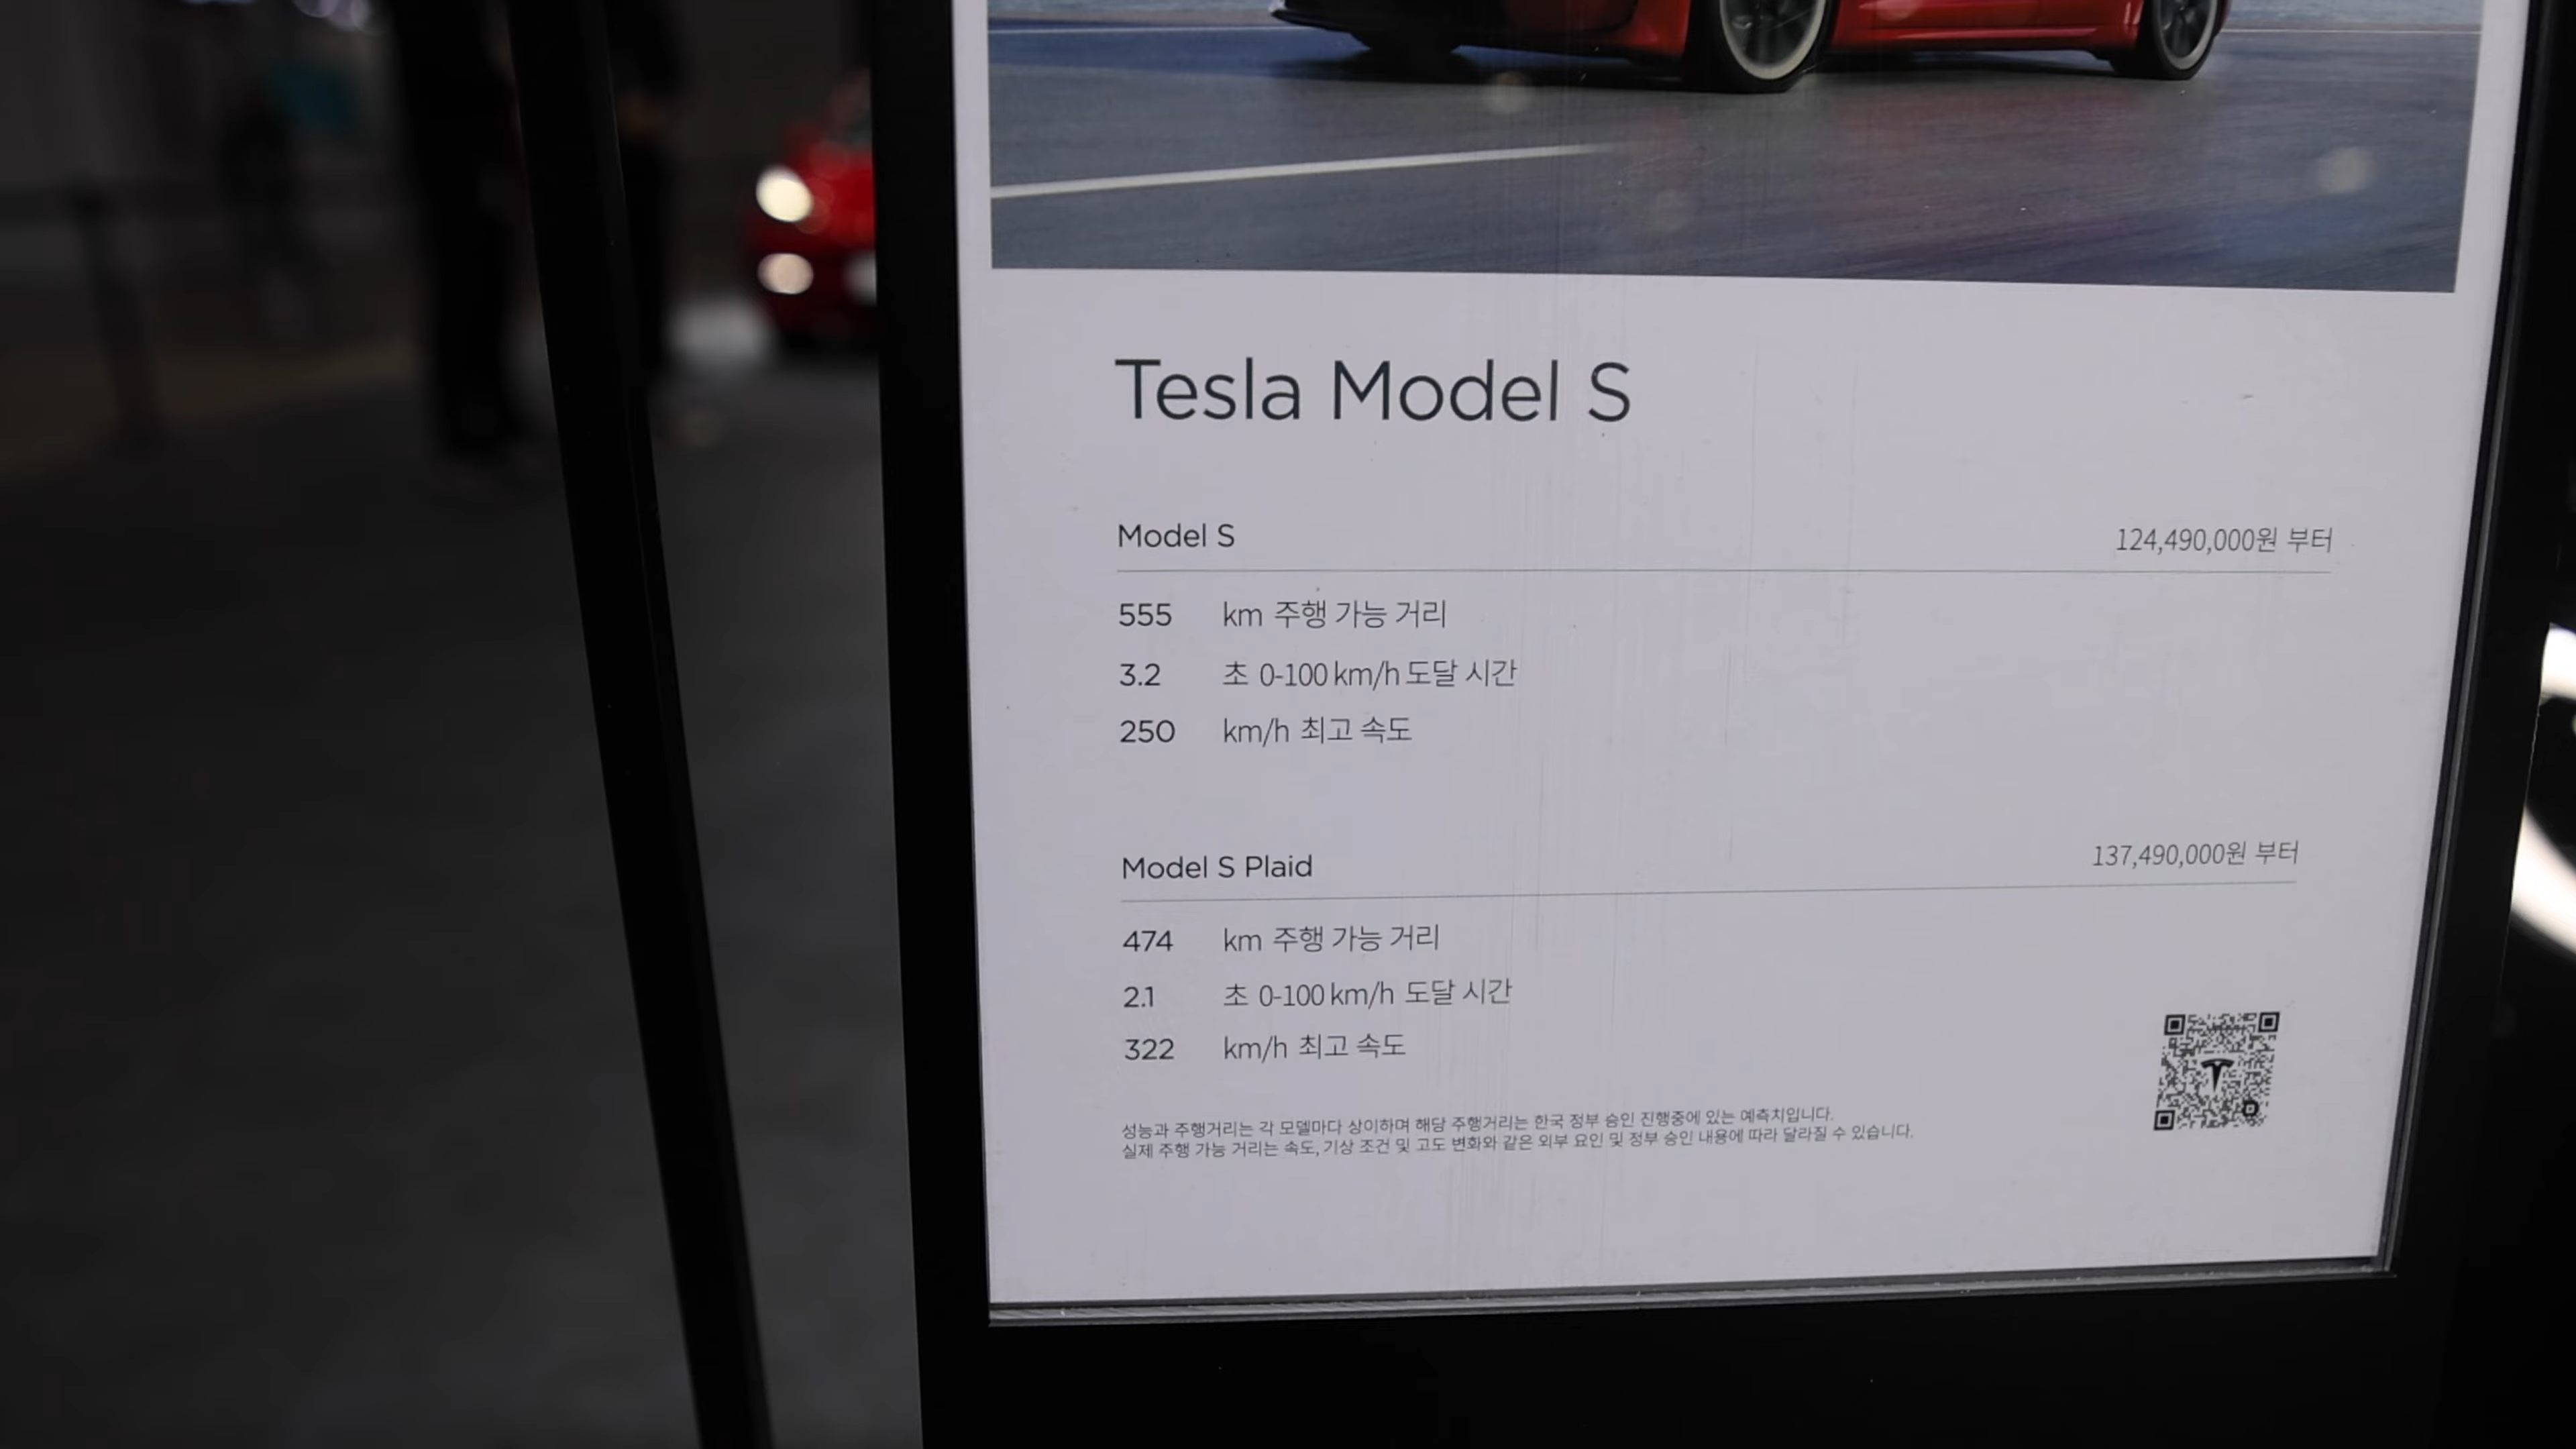 Tesla Model S
Model S 124,490,000원 부터
555 km 주행 가능 거리
3.2 초 0-100 km/h 도달 시간
250 km/h 최고 속도
Model S Plaid 137,490,000원 부터
474 km 주행 가능 거리
2.1 초 0-100 km/h 도달 시간
322 km/h 최고 속도
성능과 주행거리는 각 모델마다 상이하며 해당 주행거리는 한국 정부 승인 진행중에 있는 예측치입니다.
실제 주행 가능 거리는 속도, 기상 조건 및 고도 변화와 같은 외부 요인 및 정부 승인 내용에 따라 달라질 수 있습니다.